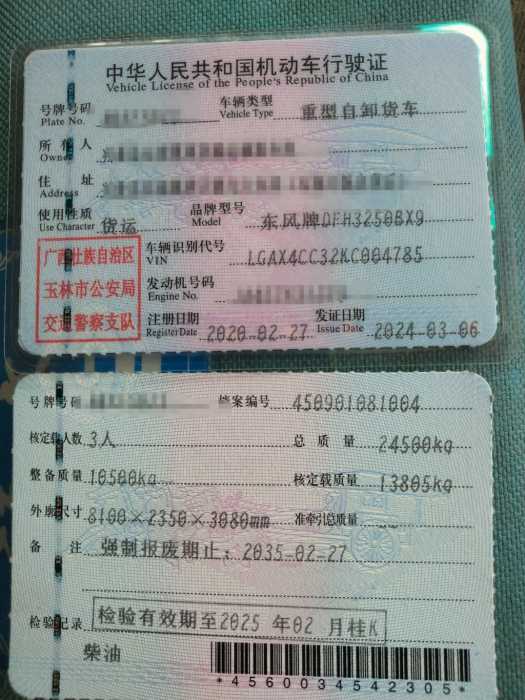 中华人民共和国机动车行驶证
Vehicle License of the People's Republic of China
号牌号码 车辆类型 重型自卸货车
Plate No. Vehicle Type
所有人
Owner
住址
Address
使用性质 货运 品牌型号 东风牌DFH3250BX9
Use Character Model
广西壮族自治区 车辆识别代号 LGAX4CC32KC004785
VIN
玉林市公安局 发动机号码
Engine No.
交通警察支队 注册日期 2020-02-27 发证日期 2024-03-06
Register Date Issue Date
号牌号码 档案编号 450901081004
核定载人数 3人 总质量 24500kg
整备质量 10500kg 核定载质量 13805kg
外廓尺寸 8100×2350×3080mm 准牵引总质量
备注 强制报废期止：2035-02-27
检验记录 检验有效期至2025年02月桂K
柴油
*4560034542305*